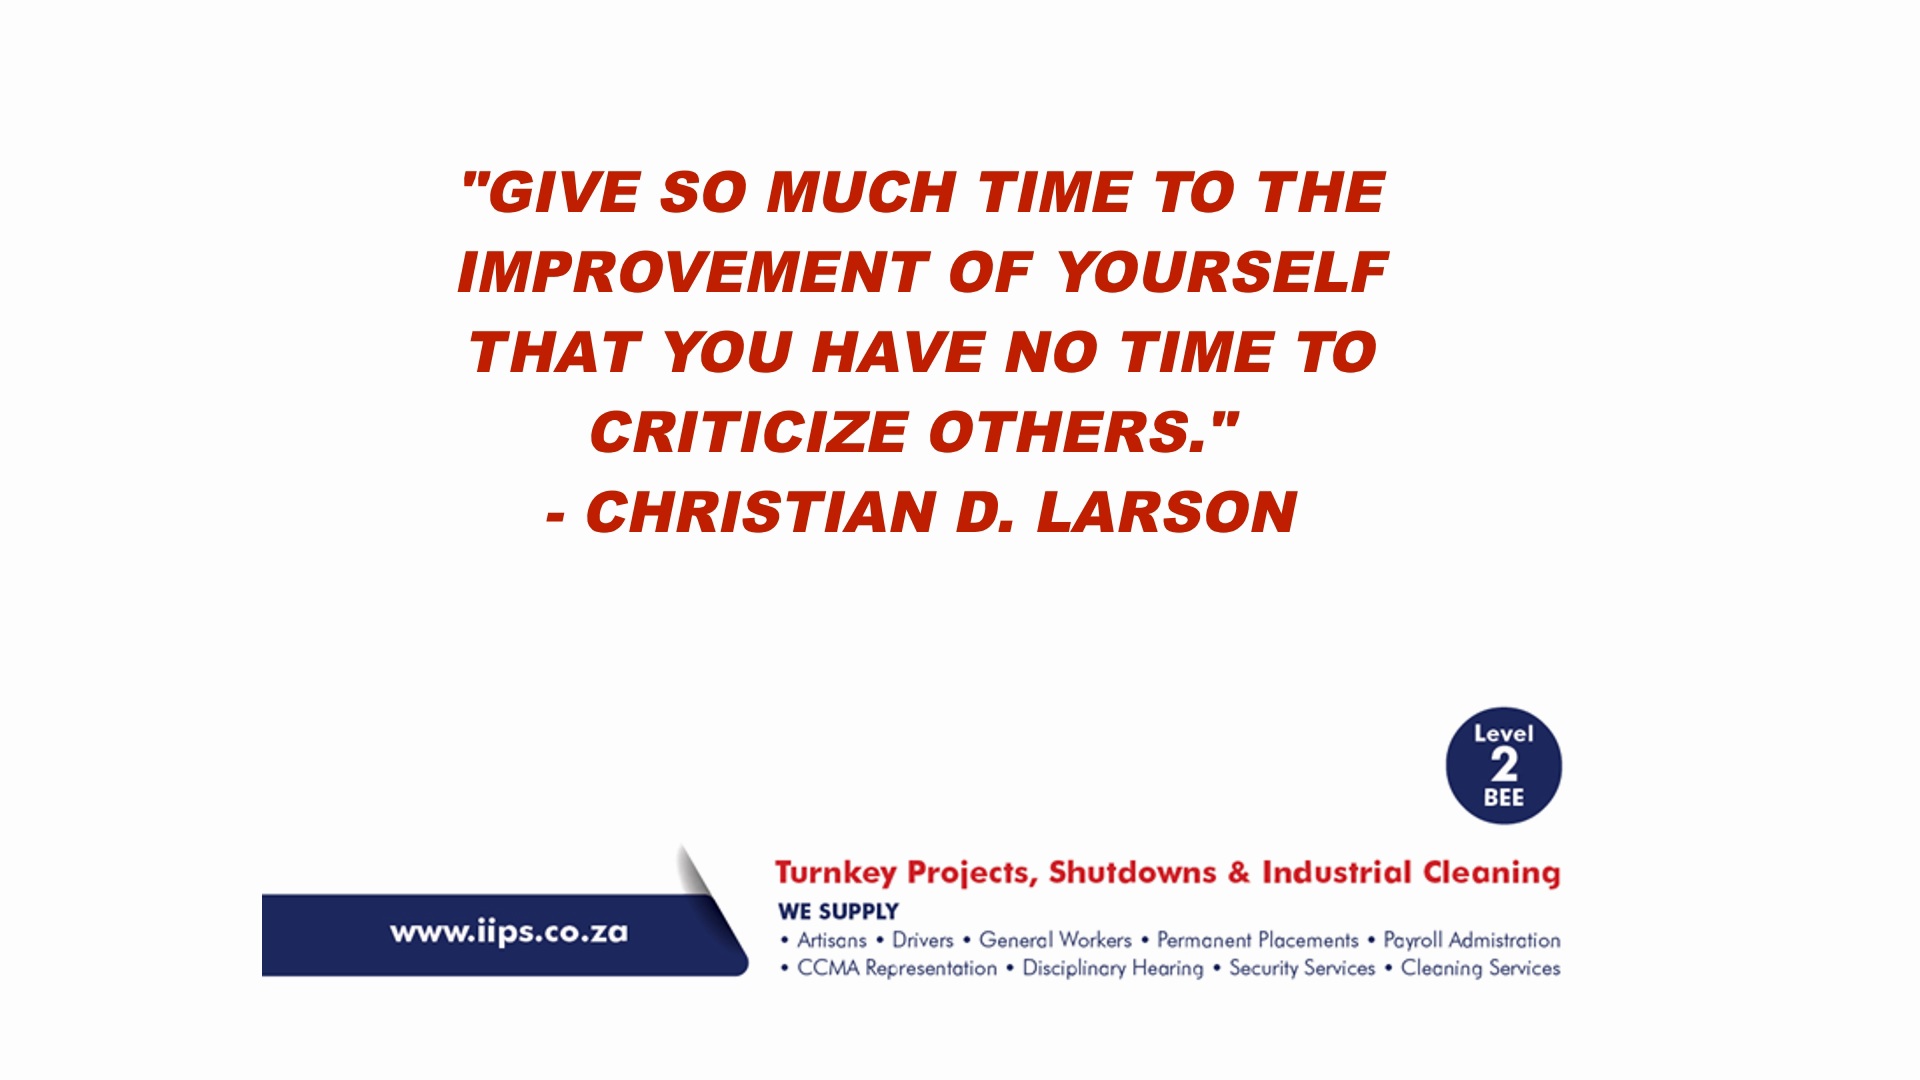 "GIVE SO MUCH TIME TO THE
IMPROVEMENT OF YOURSELF
THAT YOU HAVE NO TIME TO
CRITICIZE OTHERS."
- CHRISTIAN D. LARSON
Level
2
BEE
www.iips.co.za
Turnkey Projects, Shutdowns & Industrial Cleaning
WE SUPPLY
• Artisans • Drivers • General Workers • Permanent Placements • Payroll Admistration
• CCMA Representation • Disciplinary Hearing • Security Services • Cleaning Services